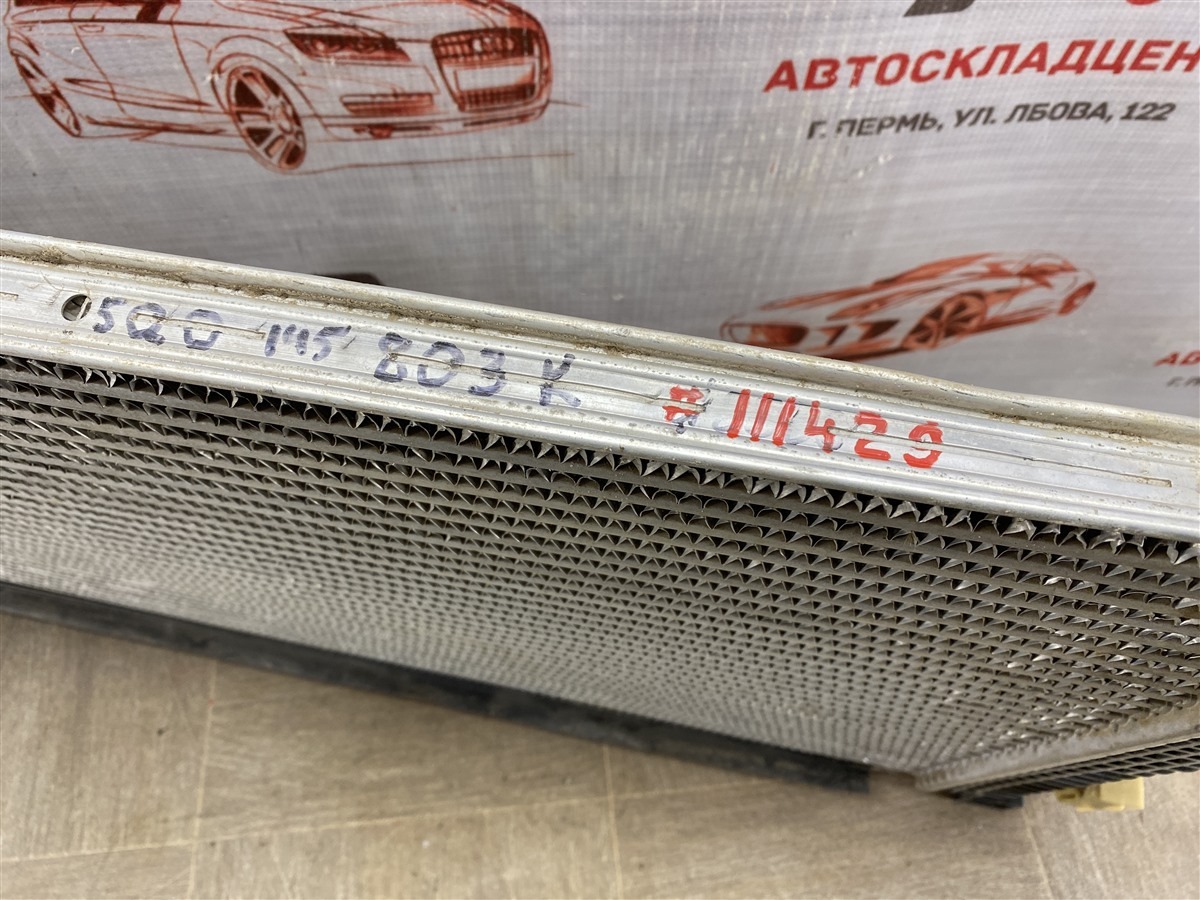 АВТОСКЛАДЦЕН
Г. ПЕРМЬ, УЛ. ЛБОВА, 122
5Q0 145 803 K #111429